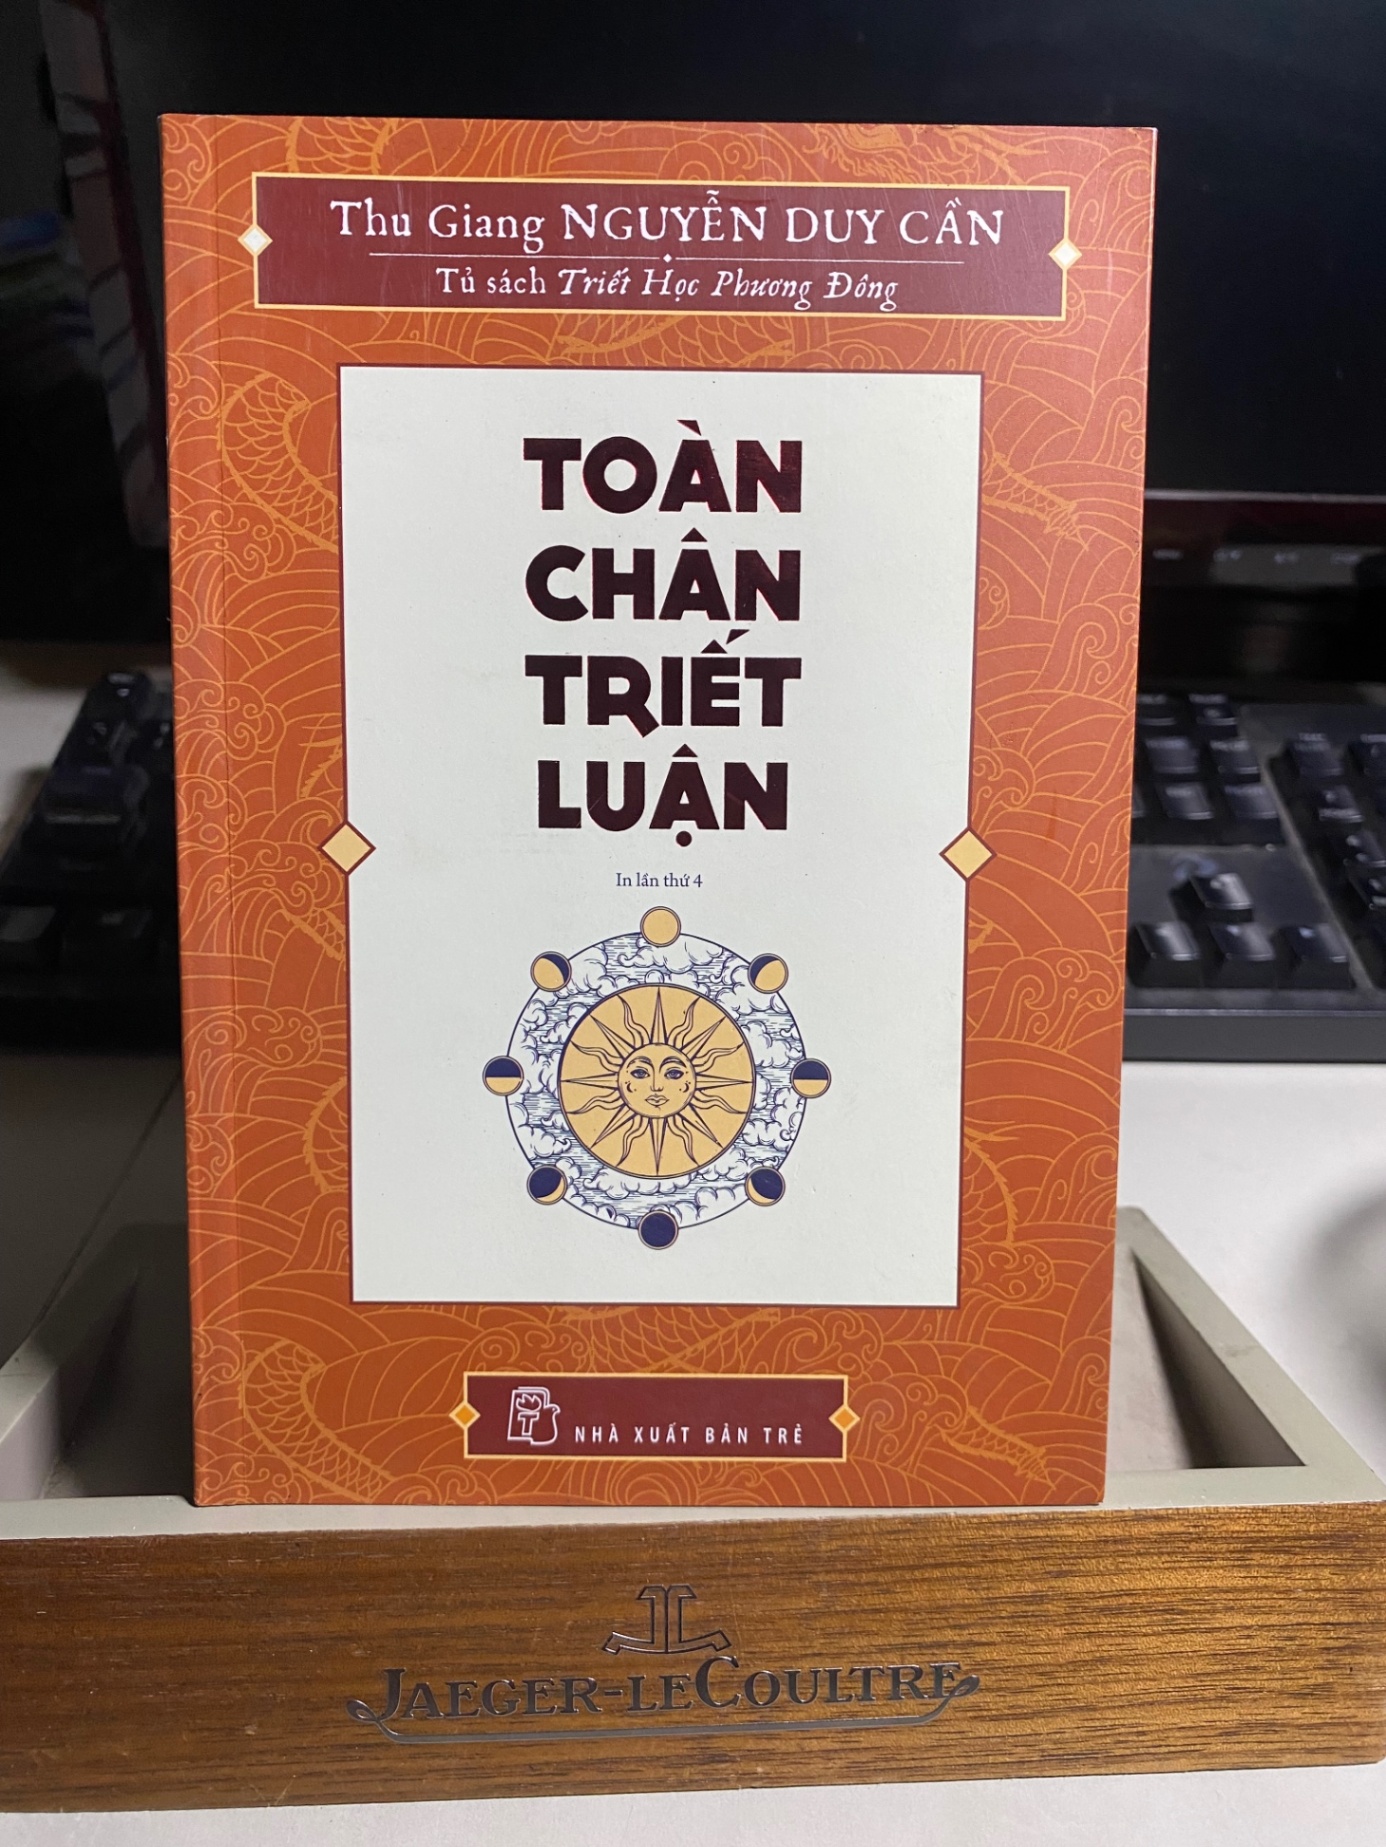 Thu Giang NGUYỄN DUY CẦN
Tủ sách Triết Học Phương Đông
TOÀN
CHÂN
TRIẾT
LUẬN
In lần thứ 4
T
NHÀ XUẤT BẢN TRẺ
JAEGER-LECOULTRE